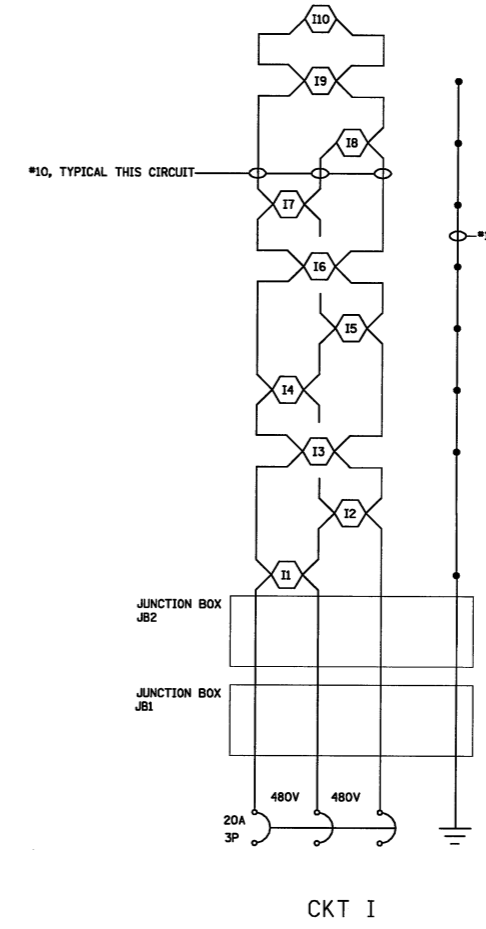 I10
I9
I8
*10, TYPICAL THIS CIRCUIT
I7
I6
I5
I4
I3
I2
I1
JUNCTION BOX
JB2
JUNCTION BOX
JB1
480V 480V
20A
3P
CKT I